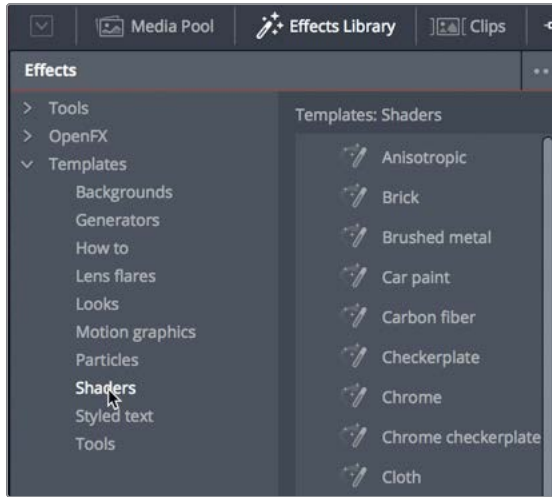 Media Pool
Effects Library
Clips
Effects
Tools
OpenFX
Templates
Backgrounds
Generators
How to
Lens flares
Looks
Motion graphics
Particles
Shaders
Styled text
Tools
Templates: Shaders
Anisotropic
Brick
Brushed metal
Car paint
Carbon fiber
Checkerplate
Chrome
Chrome checkerplate
Cloth